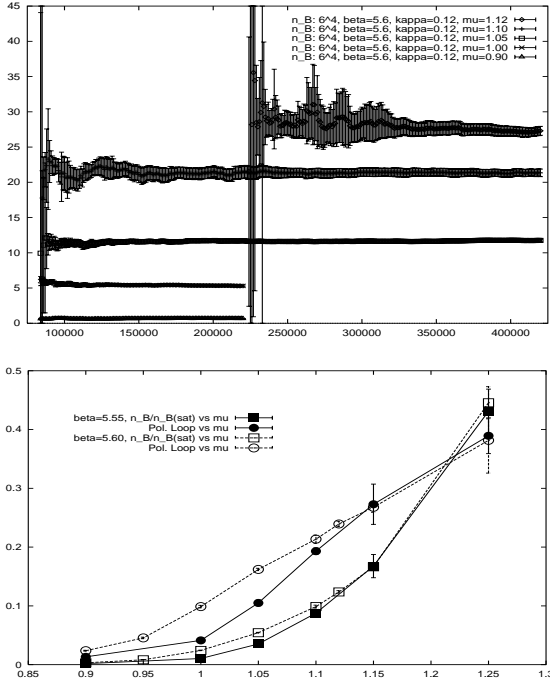 45
40
35
30
25
20
15
10
5
0
n_B: 6^4, beta=5.6, kappa=0.12, mu=1.12
n_B: 6^4, beta=5.6, kappa=0.12, mu=1.10
n_B: 6^4, beta=5.6, kappa=0.12, mu=1.05
n_B: 6^4, beta=5.6, kappa=0.12, mu=1.00
n_B: 6^4, beta=5.6, kappa=0.12, mu=0.90
100000 150000 200000 250000 300000 350000 400000
0.5
0.4
0.3
0.2
0.1
0
beta=5.55, n_B/n_B(sat) vs mu
Pol. Loop vs mu
beta=5.60, n_B/n_B(sat) vs mu
Pol. Loop vs mu
0.85 0.9 0.95 1 1.05 1.1 1.15 1.2 1.25 1.3